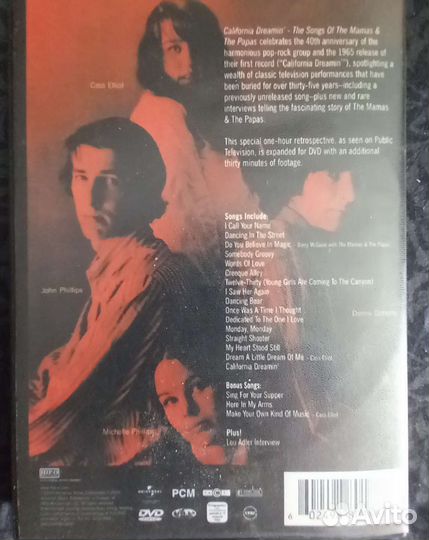 California Dreamin' - The Songs Of The Mamas &
The Papas celebrates the 40th anniversary of the
harmonious pop-rock group and the 1965 release of
their first record ("California Dreamin'"), spotlighting a
wealth of classic television performances that have
been buried for over thirty-five years—including a
previously unreleased song—plus new and rare
interviews telling the fascinating story of The Mamas
& The Papas.
Cass Elliot
This special one-hour retrospective, as seen on Public
Television, is expanded for DVD with an additional
thirty minutes of footage.
Songs Include:
I Call Your Name
Dancing In The Street
Do You Believe In Magic - Barry McGuire with The Mamas & The Papas
Somebody Groovy
Words Of Love
Creeque Alley
Twelve-Thirty (Young Girls Are Coming To The Canyon)
I Saw Her Again
Dancing Bear
Once Was A Time I Thought
Dedicated To The One I Love
Monday, Monday
Straight Shooter
My Heart Stood Still
Dream A Little Dream Of Me - Cass Elliot
California Dreamin'
John Phillips
Denny Doherty
Bonus Songs:
Sing For Your Supper
Here In My Arms
Make Your Own Kind Of Music - Cass Elliot
Michelle Phillips
Plus!
Lou Adler Interview
UNIVERSAL
PCM
DVD
VIDEO
Avito